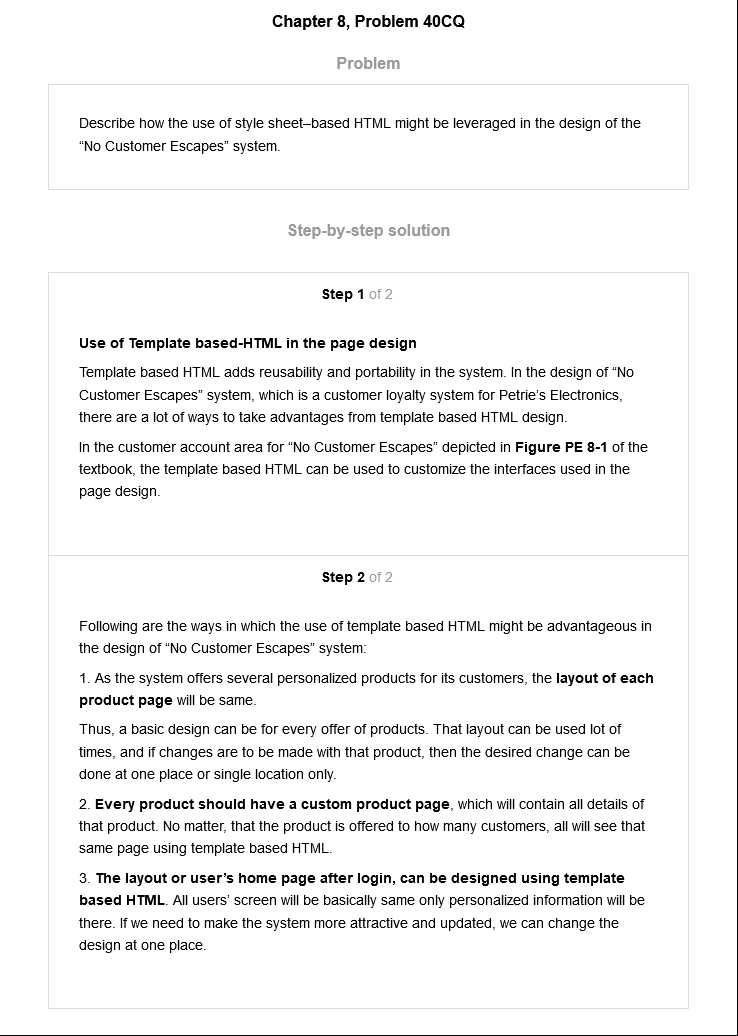 Chapter 8, Problem 40CQ
Problem
Describe how the use of style sheet–based HTML might be leveraged in the design of the
“No Customer Escapes” system.
Step-by-step solution
Step 1 of 2
Use of Template based-HTML in the page design
Template based HTML adds reusability and portability in the system. In the design of “No
Customer Escapes” system, which is a customer loyalty system for Petrie’s Electronics,
there are a lot of ways to take advantages from template based HTML design.
In the customer account area for “No Customer Escapes” depicted in Figure PE 8-1 of the
textbook, the template based HTML can be used to customize the interfaces used in the
page design.
Step 2 of 2
Following are the ways in which the use of template based HTML might be advantageous in
the design of “No Customer Escapes” system:
1. As the system offers several personalized products for its customers, the layout of each
product page will be same.
Thus, a basic design can be for every offer of products. That layout can be used lot of
times, and if changes are to be made with that product, then the desired change can be
done at one place or single location only.
2. Every product should have a custom product page, which will contain all details of
that product. No matter, that the product is offered to how many customers, all will see that
same page using template based HTML.
3. The layout or user’s home page after login, can be designed using template
based HTML. All users’ screen will be basically same only personalized information will be
there. If we need to make the system more attractive and updated, we can change the
design at one place.